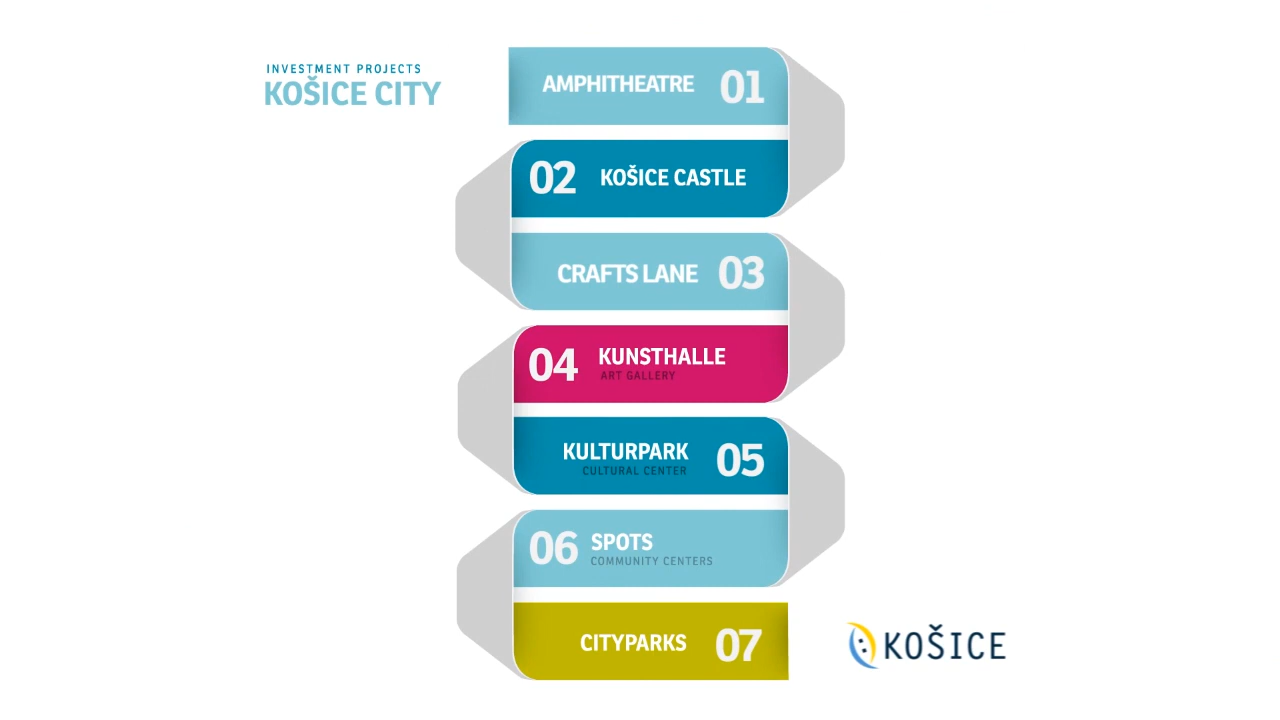 INVESTMENT PROJECTS
KOŠICE CITY
AMPHITHEATRE 01
02 KOŠICE CASTLE
CRAFTS LANE 03
04 KUNSTHALLE
ART GALLERY
KULTURPARK 05
CULTURAL CENTER
06 SPOTS
COMMUNITY CENTERS
CITYPARKS 07
KOŠICE